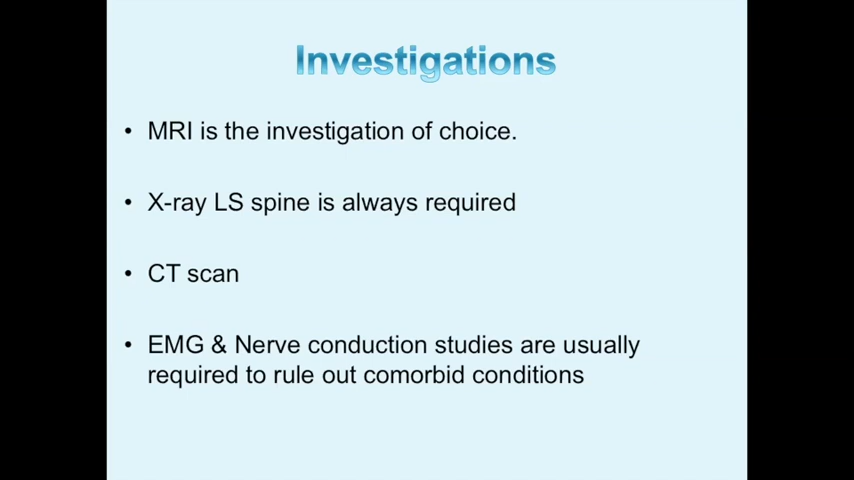 Investigations
• MRI is the investigation of choice.
• X-ray LS spine is always required
• CT scan
• EMG & Nerve conduction studies are usually
required to rule out comorbid conditions